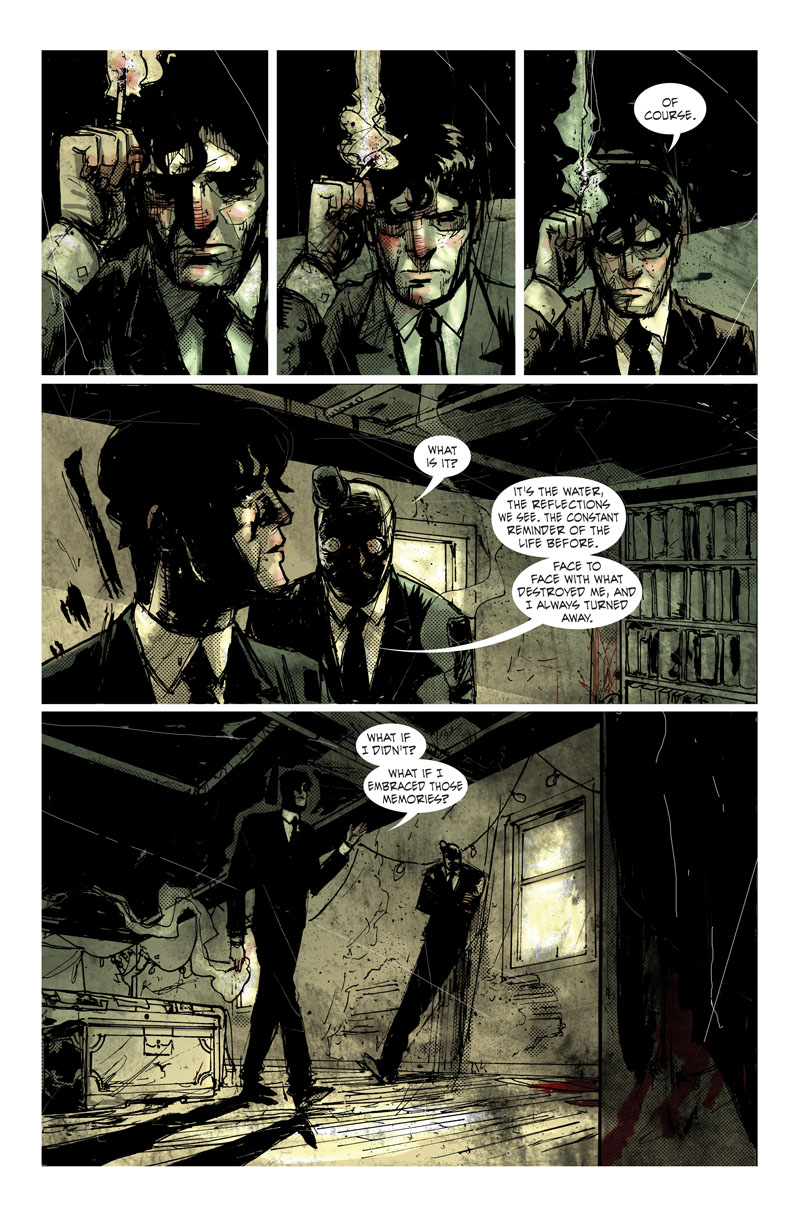 OF
COURSE.
WHAT
IS IT?
IT'S THE WATER,
THE REFLECTIONS
WE SEE. THE CONSTANT
REMINDER OF THE
LIFE BEFORE.
FACE TO
FACE WITH WHAT
DESTROYED ME, AND
I ALWAYS TURNED
AWAY.
WHAT IF
I DIDN'T?
WHAT IF I
EMBRACED THOSE
MEMORIES?